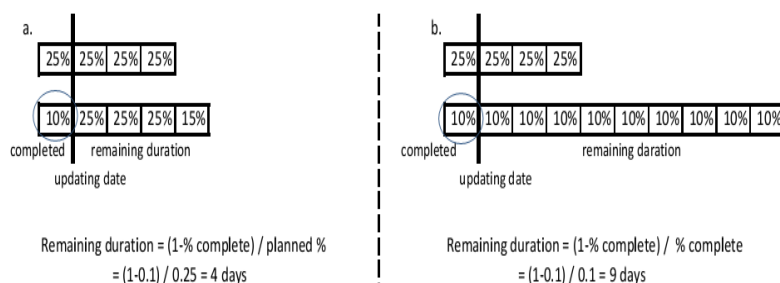 a.
25% 25% 25% 25%
10% 25% 25% 25% 15%
completed remaining duration
updating date
Remaining duration = (1-% complete) / planned %
= (1-0.1) / 0.25 = 4 days
b.
25% 25% 25% 25%
10% 10% 10% 10% 10% 10% 10% 10% 10% 10%
completed remaining daration
updating date
Remaining duration = (1-% complete) / % complete
= (1-0.1) / 0.1 = 9 days